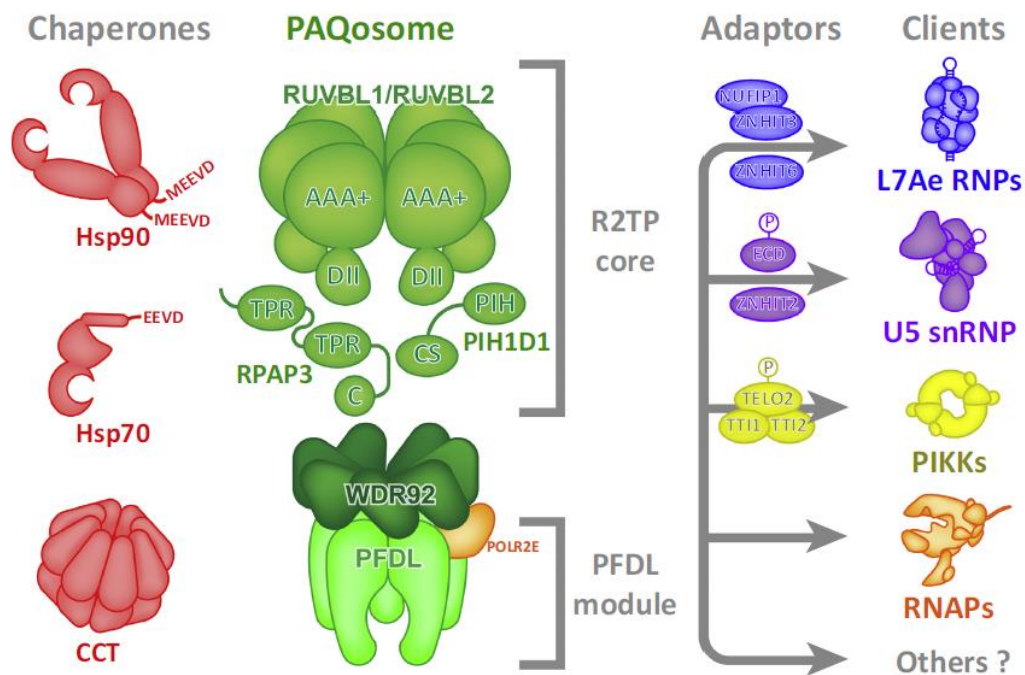 Chaperones
PAQosome
Adaptors
Clients
MEEVD
MEEVD
Hsp90
EEVD
Hsp70
CCT
RUVBL1/RUVBL2
AAA+
AAA+
DII
DII
TPR
TPR
C
RPAP3
PIH
CS
PIH1D1
WDR92
PFDL
POLR2E
R2TP
core
PFDL
module
NUFIP1
ZNHIT3
ZNHIT6
P
ECD
ZNHIT2
P
TELO2
TTI1
TTI2
L7Ae RNPs
U5 snRNP
PIKKs
RNAPs
Others ?